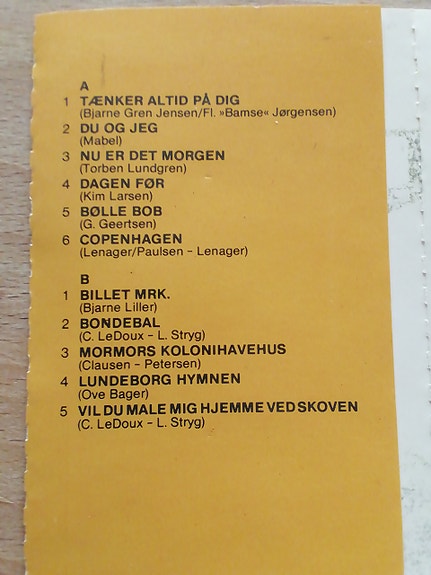 A
1 TÆNKER ALTID PÅ DIG
(Bjarne Gren Jensen/Fl. »Bamse« Jørgensen)
2 DU OG JEG
(Mabel)
3 NU ER DET MORGEN
(Torben Lundgren)
4 DAGEN FØR
(Kim Larsen)
5 BØLLE BOB
(G. Geertsen)
6 COPENHAGEN
(Lenager/Paulsen – Lenager)
B
1 BILLET MRK.
(Bjarne Liller)
2 BONDEBAL
(C. LeDoux – L. Stryg)
3 MORMORS KOLONIHAVEHUS
(Clausen – Petersen)
4 LUNDEBORG HYMNEN
(Ove Bager)
5 VIL DU MALE MIG HJEMME VED SKOVEN
(C. LeDoux – L. Stryg)